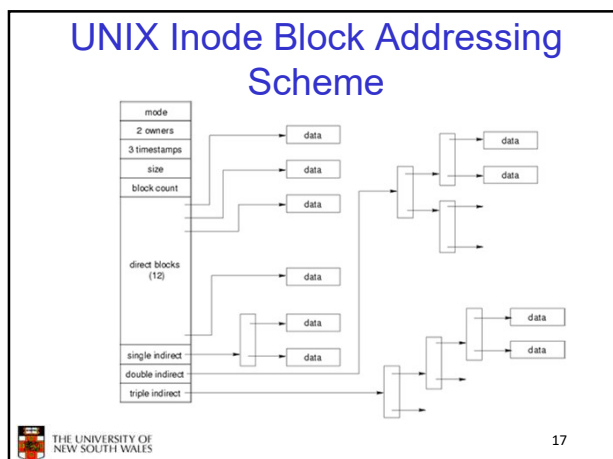 UNIX Inode Block Addressing
Scheme
mode
2 owners
3 timestamps
size
block count
direct blocks
(12)
single indirect
double indirect
triple indirect
data
data
data
data
data
data
data
data
data
data
THE UNIVERSITY OF
NEW SOUTH WALES
17